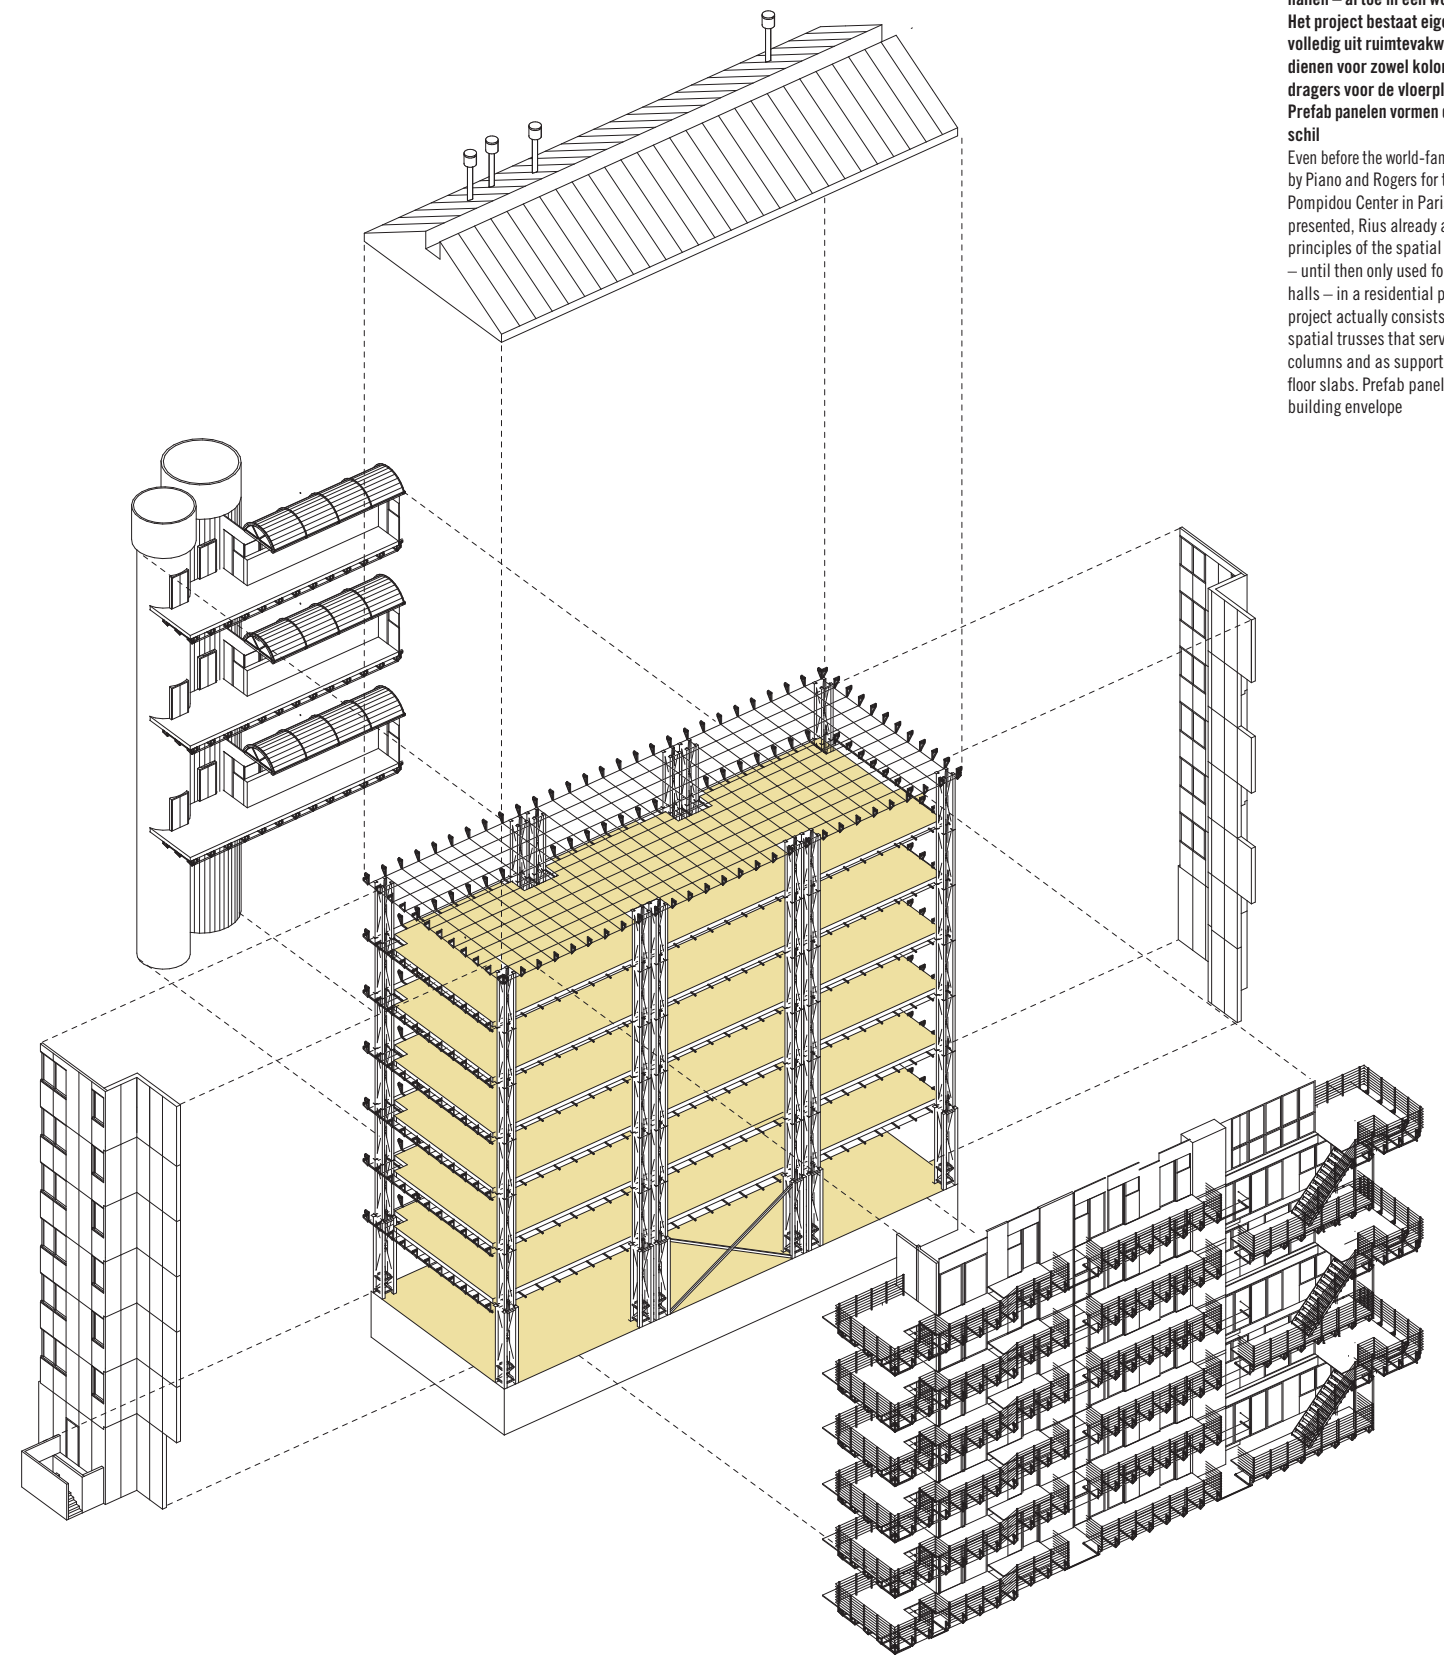 Het project bestaat eige
volledig uit ruimtevakw
dienen voor zowel kolo
dragers voor de vloerpl
Prefab panelen vormen
schil
Even before the world-fam
by Piano and Rogers for t
Pompidou Center in Pari
presented, Rius already a
principles of the spatial
– until then only used fo
halls – in a residential p
project actually consists
spatial trusses that serv
columns and as support
floor slabs. Prefab panel
building envelope